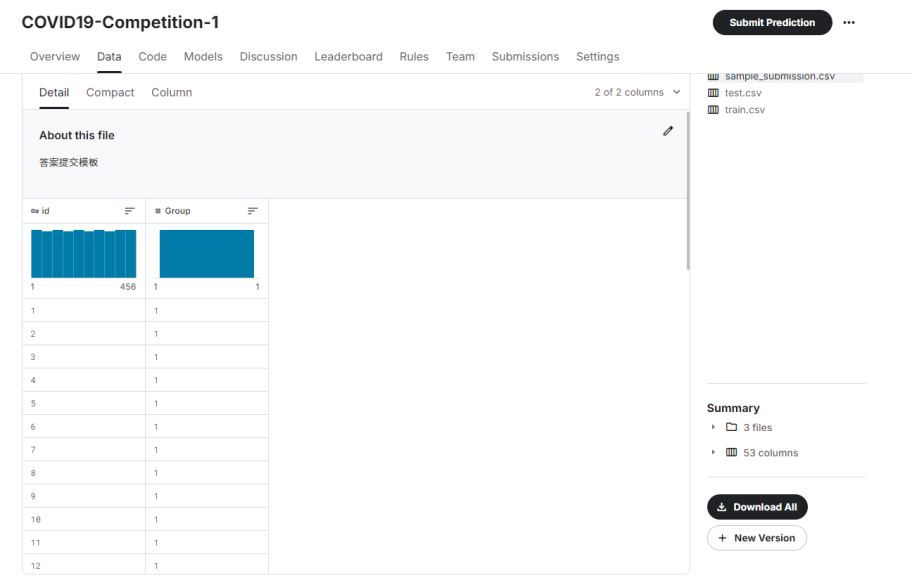 COVID19-Competition-1
Submit Prediction
Overview Data Code Models Discussion Leaderboard Rules Team Submissions Settings
Detail Compact Column
2 of 2 columns
sample_submission.csv
test.csv
train.csv
About this file
答案提交模板
id Group
1 456 1 1
1 1
2 1
3 1
4 1
5 1
6 1
7 1
8 1
9 1
10 1
11 1
12 1
Summary
3 files
53 columns
Download All
New Version